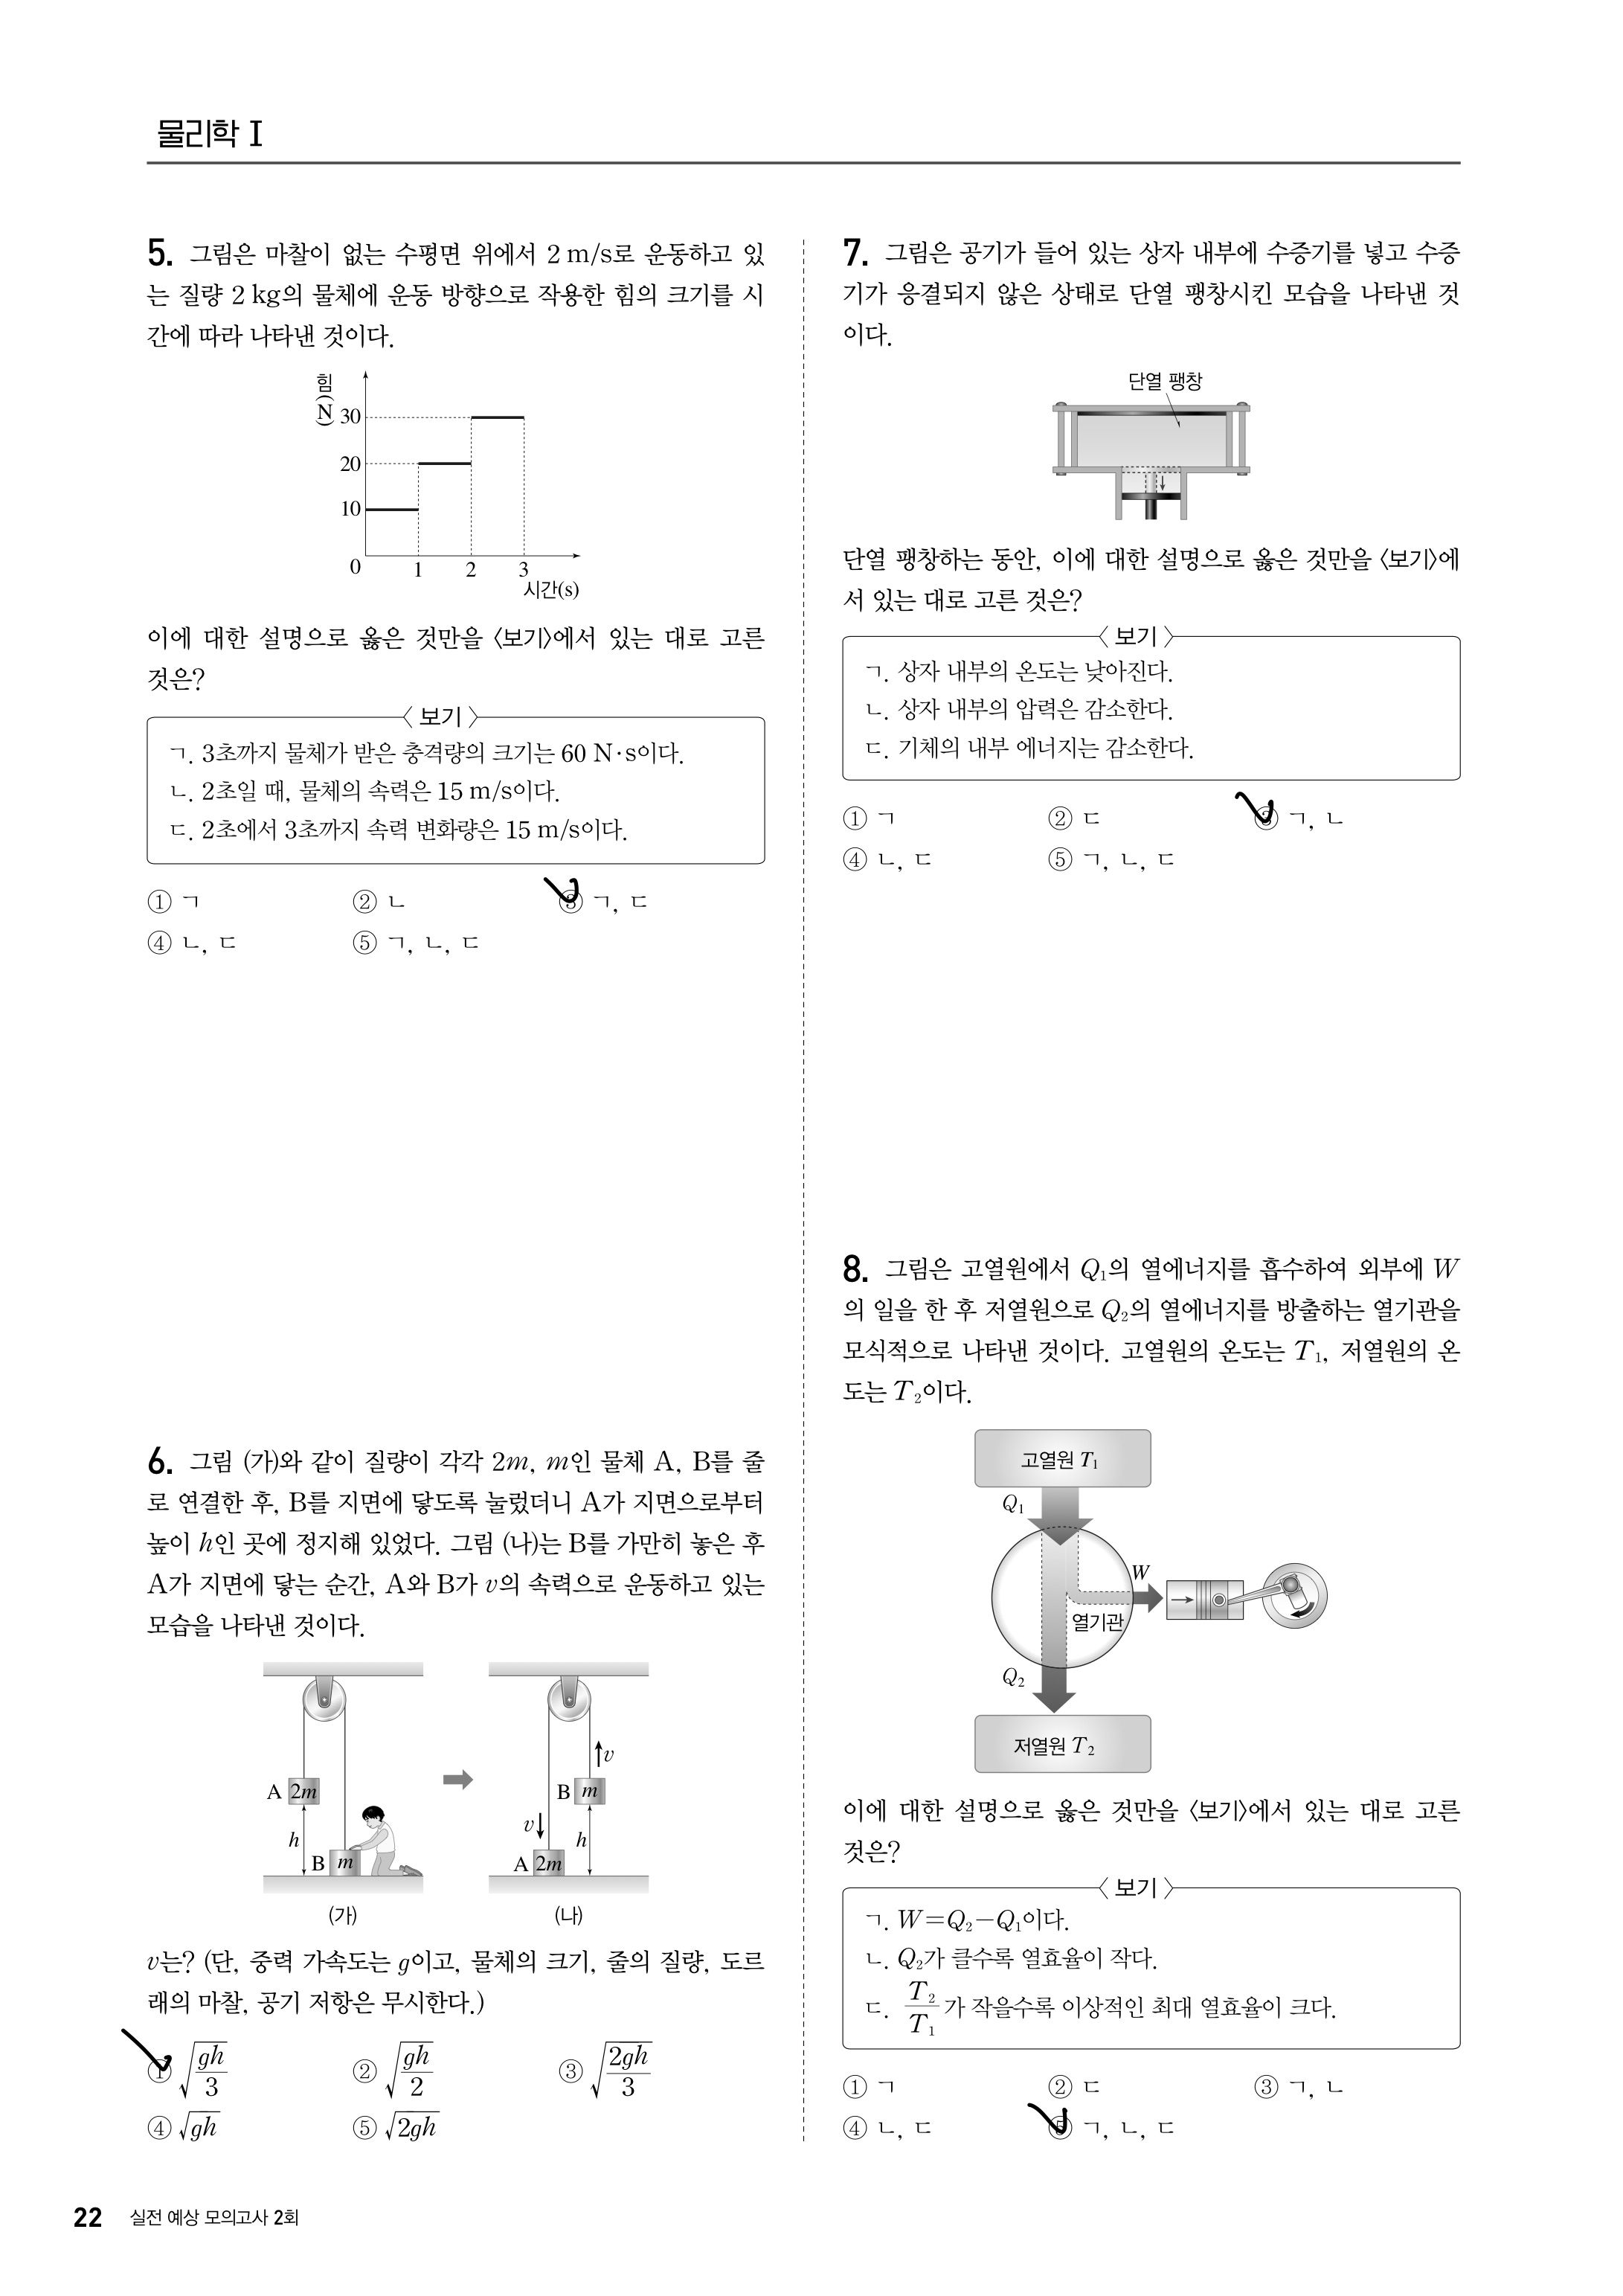 물리학 Ⅰ
5. 그림은 마찰이 없는 수평면 위에서 2 m/s로 운동하고 있
는 질량 2 kg의 물체에 운동 방향으로 작용한 힘의 크기를 시
간에 따라 나타낸 것이다.
힘
(N)
30
20
10
0
1
2
3
시간(s)
이에 대한 설명으로 옳은 것만을 〈보기〉에서 있는 대로 고른
것은?
〈 보기 〉
ㄱ. 3초까지 물체가 받은 충격량의 크기는 60 N·s이다.
ㄴ. 2초일 때, 물체의 속력은 15 m/s이다.
ㄷ. 2초에서 3초까지 속력 변화량은 15 m/s이다.
① ㄱ ② ㄴ ③ ㄱ, ㄷ
④ ㄴ, ㄷ ⑤ ㄱ, ㄴ, ㄷ
6. 그림 (가)와 같이 질량이 각각 2m, m인 물체 A, B를 줄
로 연결한 후, B를 지면에 닿도록 눌렀더니 A가 지면으로부터
높이 h인 곳에 정지해 있었다. 그림 (나)는 B를 가만히 놓은 후
A가 지면에 닿는 순간, A와 B가 v의 속력으로 운동하고 있는
모습을 나타낸 것이다.
A 2m
h
B m
(가)
v
B m
v
h
A 2m
(나)
v는? (단, 중력 가속도는 g이고, 물체의 크기, 줄의 질량, 도르
래의 마찰, 공기 저항은 무시한다.)
① √(gh/3) ② √(gh/2) ③ √(2gh/3)
④ √gh ⑤ √2gh
7. 그림은 공기가 들어 있는 상자 내부에 수증기를 넣고 수증
기가 응결되지 않은 상태로 단열 팽창시킨 모습을 나타낸 것
이다.
단열 팽창
단열 팽창하는 동안, 이에 대한 설명으로 옳은 것만을 〈보기〉에
서 있는 대로 고른 것은?
〈 보기 〉
ㄱ. 상자 내부의 온도는 낮아진다.
ㄴ. 상자 내부의 압력은 감소한다.
ㄷ. 기체의 내부 에너지는 감소한다.
① ㄱ ② ㄷ ③ ㄱ, ㄴ
④ ㄴ, ㄷ ⑤ ㄱ, ㄴ, ㄷ
8. 그림은 고열원에서 Q₁의 열에너지를 흡수하여 외부에 W
의 일을 한 후 저열원으로 Q₂의 열에너지를 방출하는 열기관을
모식적으로 나타낸 것이다. 고열원의 온도는 T₁, 저열원의 온
도는 T₂이다.
고열원 T₁
Q₁
W
열기관
Q₂
저열원 T₂
이에 대한 설명으로 옳은 것만을 〈보기〉에서 있는 대로 고른
것은?
〈 보기 〉
ㄱ. W=Q₂-Q₁이다.
ㄴ. Q₂가 클수록 열효율이 작다.
ㄷ. T₂/T₁가 작을수록 이상적인 최대 열효율이 크다.
① ㄱ ② ㄷ ③ ㄱ, ㄴ
④ ㄴ, ㄷ ⑤ ㄱ, ㄴ, ㄷ
22 실전 예상 모의고사 2회